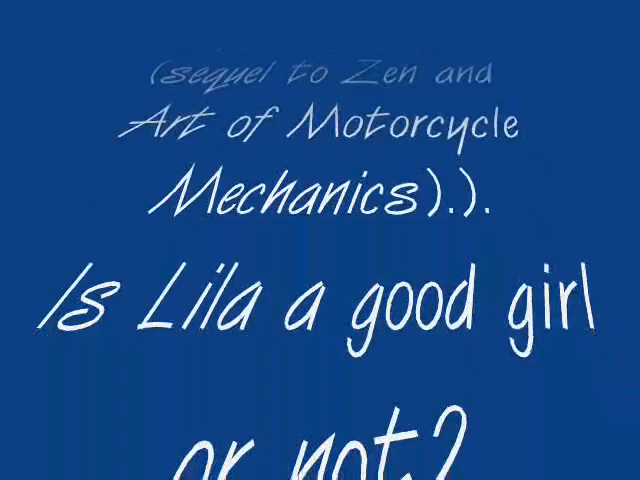 (sequel to Zen and
Art of Motorcycle
Mechanics).).
Is Lila a good girl
or not?